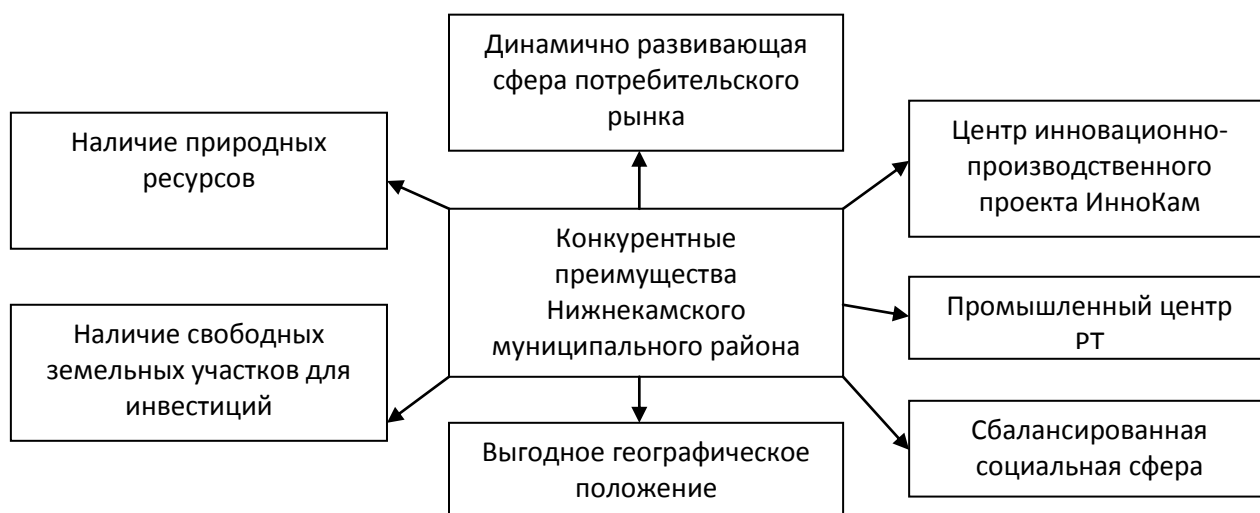 Динамично развивающая
сфера потребительского
рынка
Наличие природных
ресурсов
Центр инновационно-
производственного
проекта ИнноКам
Конкурентные
преимущества
Нижнекамского
муниципального района
Наличие свободных
земельных участков для
инвестиций
Промышленный центр
РТ
Выгодное географическое
положение
Сбалансированная
социальная сфера